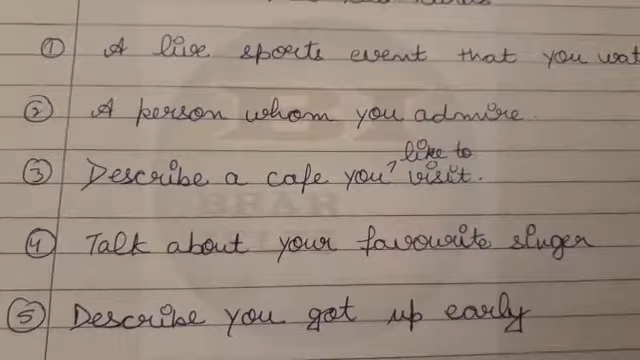 ① A live sports event that you wat
② A person whom you admire.
③ Describe a cafe you like to visit.
④ Talk about your favourite singer
⑤ Describe you got up early